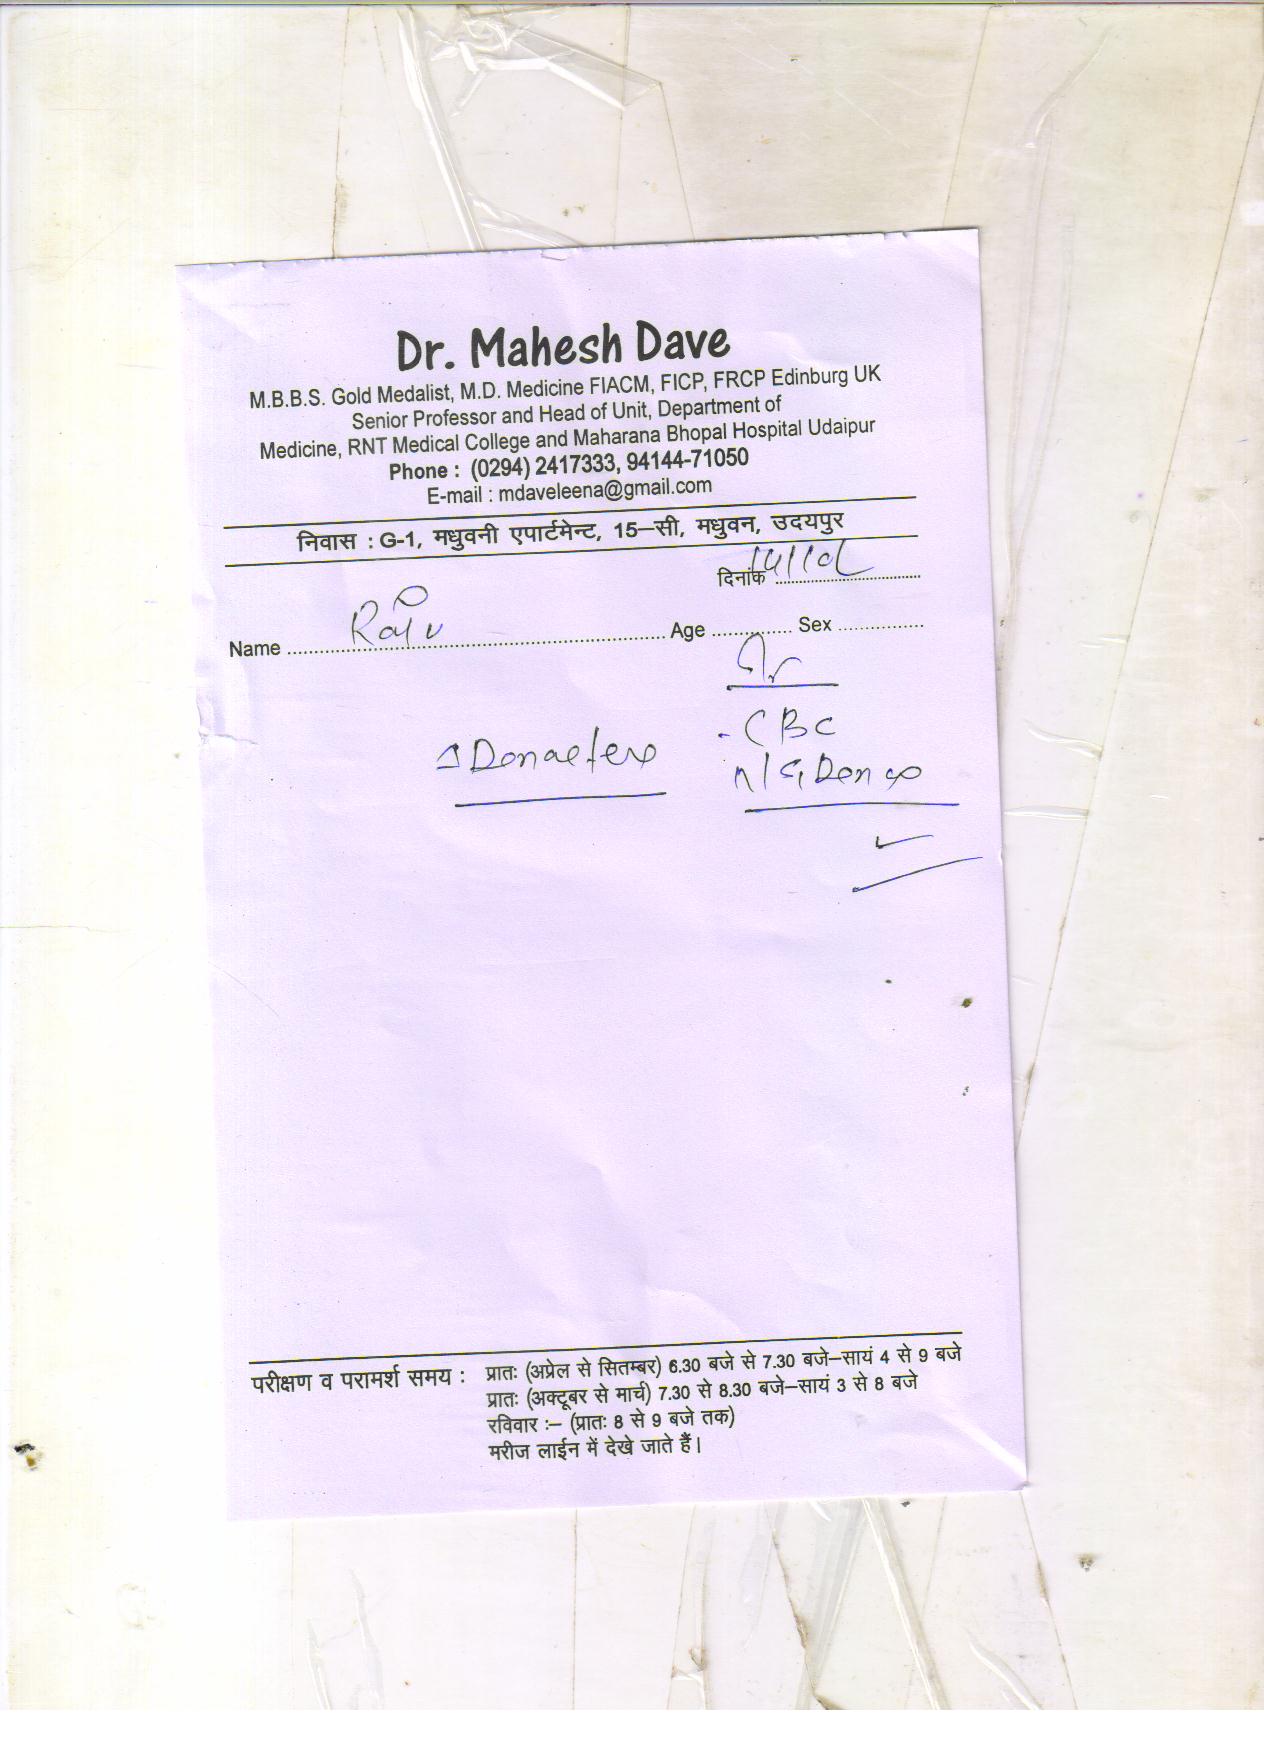 Dr. Mahesh Dave
M.B.B.S. Gold Medalist, M.D. Medicine FIACM, FICP, FRCP Edinburg UK
Senior Professor and Head of Unit, Department of
Medicine, RNT Medical College and Maharana Bhopal Hospital Udaipur
Phone : (0294) 2417333, 94144-71050
E-mail : mdaveleena@gmail.com
निवास : G-1, मधुवनी एपार्टमेन्ट, 15–सी, मधुवन, उदयपुर
दिनांक
Name Raju Age Sex
- CBC
परीक्षण व परामर्श समय : प्रातः (अप्रेल से सितम्बर) 6.30 बजे से 7.30 बजे–सायं 4 से 9 बजे
प्रातः (अक्टूबर से मार्च) 7.30 से 8.30 बजे–सायं 3 से 8 बजे
रविवार :– (प्रातः 8 से 9 बजे तक)
मरीज लाईन में देखे जाते हैं।